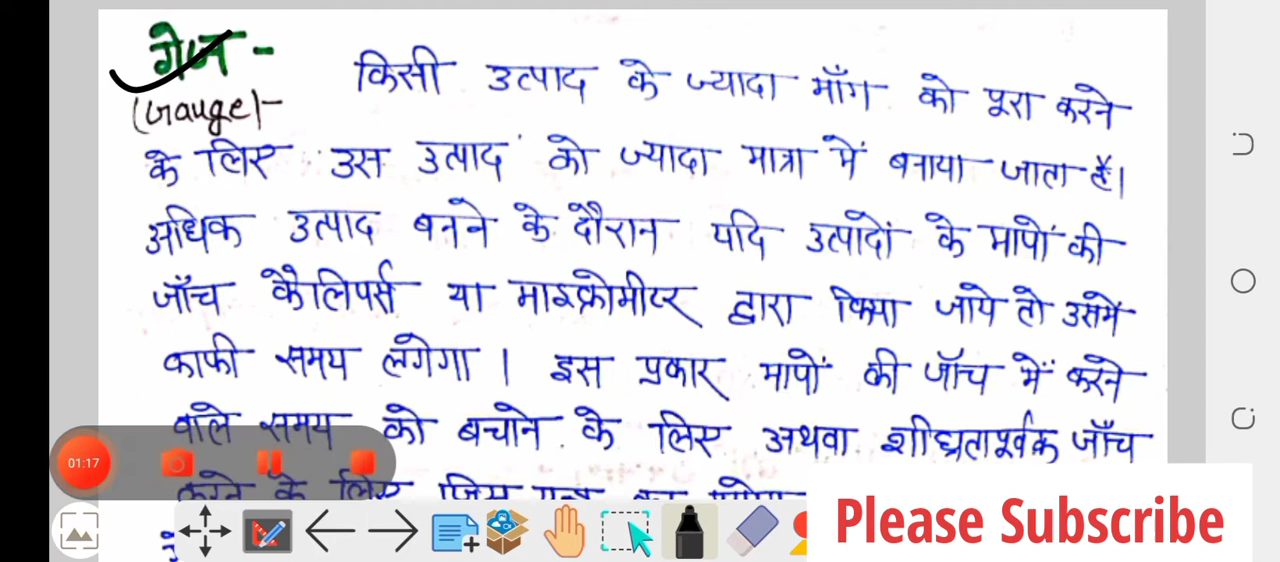 गेज -
(Gauge)-
किसी उत्पाद के ज्यादा माँग को पूरा करने
के लिए उस उत्पाद को ज्यादा मात्रा में बनाया जाता है।
अधिक उत्पाद बनने के दौरान यदि उत्पादों के मापों की
जाँच कैलिपर्स या माइक्रोमीटर द्वारा किया जाये तो उसमें
काफी समय लगेगा । इस प्रकार मापों की जाँच में करने
वाले समय को बचाने के लिए अथवा शीघ्रतापूर्वक जाँच
करने के लिए जिस
01:17
Please Subscribe